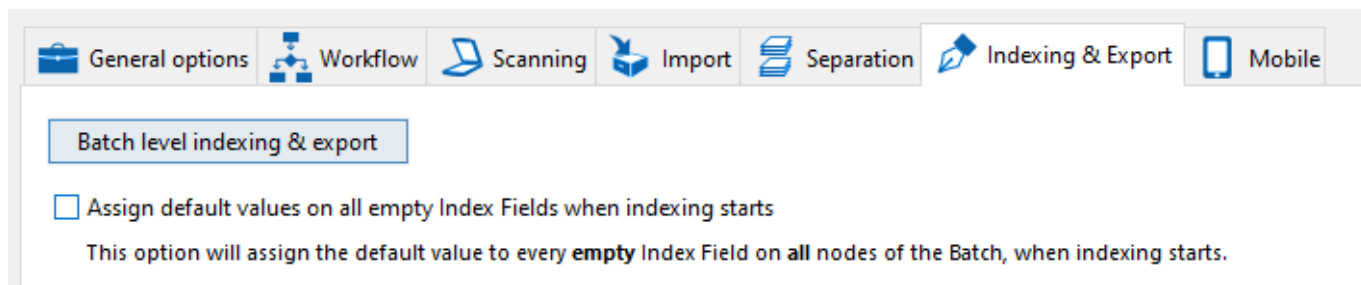 General options Workflow Scanning Import Separation Indexing & Export Mobile
Batch level indexing & export
Assign default values on all empty Index Fields when indexing starts
This option will assign the default value to every empty Index Field on all nodes of the Batch, when indexing starts.